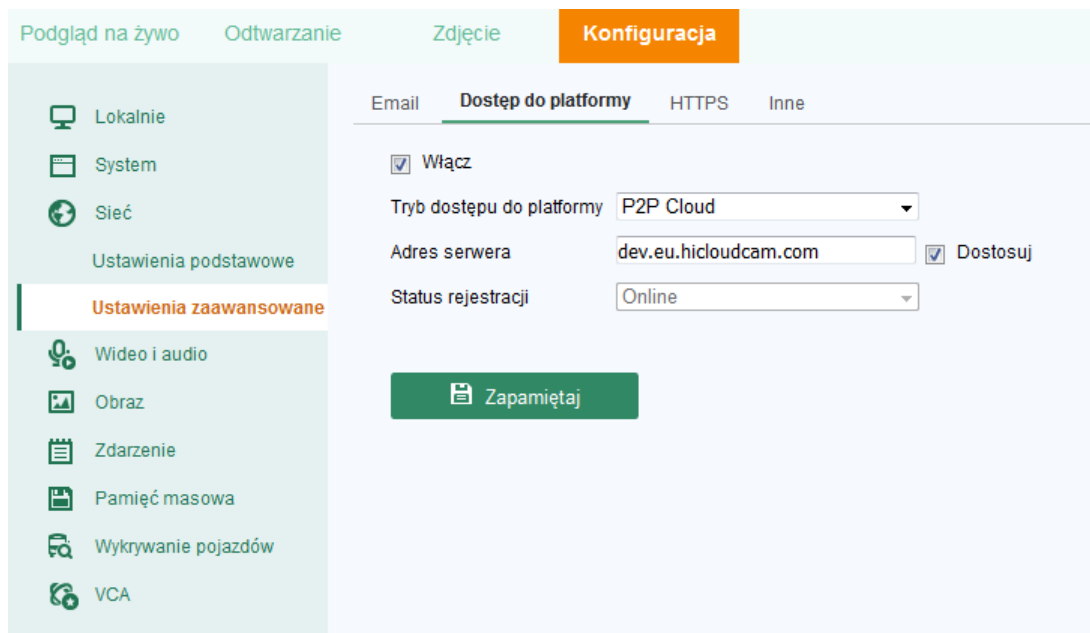 Podgląd na żywo Odtwarzanie Zdjęcie Konfiguracja
Lokalnie
System
Sieć
Ustawienia podstawowe
Ustawienia zaawansowane
Wideo i audio
Obraz
Zdarzenie
Pamięć masowa
Wykrywanie pojazdów
VCA
Email Dostęp do platformy HTTPS Inne
Włącz
Tryb dostępu do platformy P2P Cloud
Adres serwera dev.eu.hicloudcam.com Dostosuj
Status rejestracji Online
Zapamiętaj